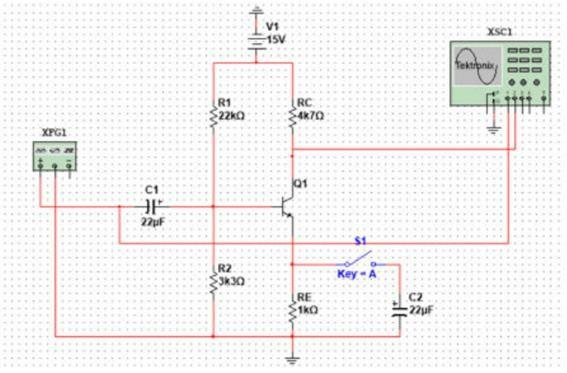 V1
15V
XSC1
Tektronix
R1
22kΩ
RC
4k7Ω
XFG1
C1
22µF
Q1
S1
Key = A
R2
3k3Ω
RE
1kΩ
C2
22µF